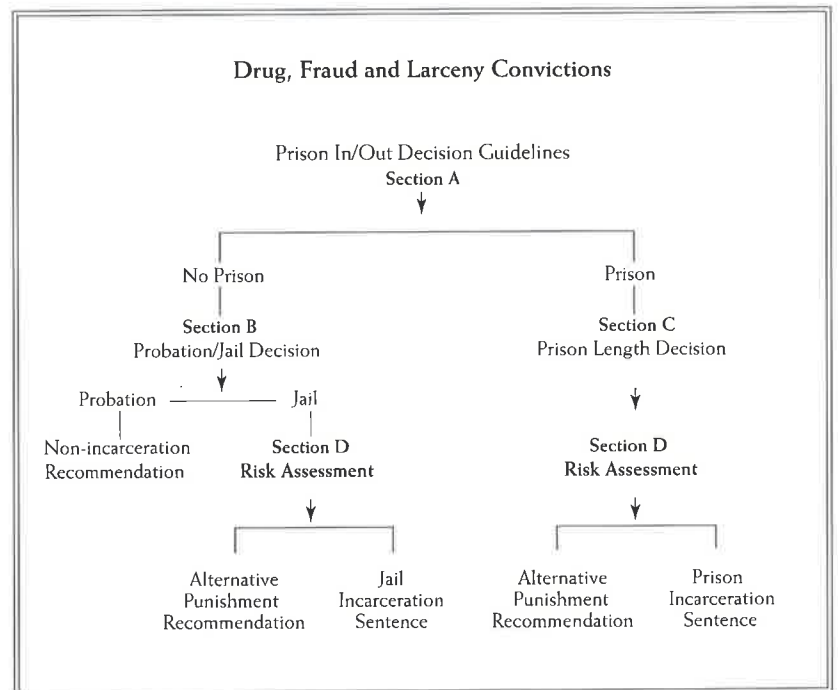 Drug, Fraud and Larceny Convictions
Prison In/Out Decision Guidelines
Section A
No Prison
Prison
Section B
Probation/Jail Decision
Section C
Prison Length Decision
Probation
Jail
Non-incarceration
Recommendation
Section D
Risk Assessment
Section D
Risk Assessment
Alternative
Punishment
Recommendation
Jail
Incarceration
Sentence
Alternative
Punishment
Recommendation
Prison
Incarceration
Sentence